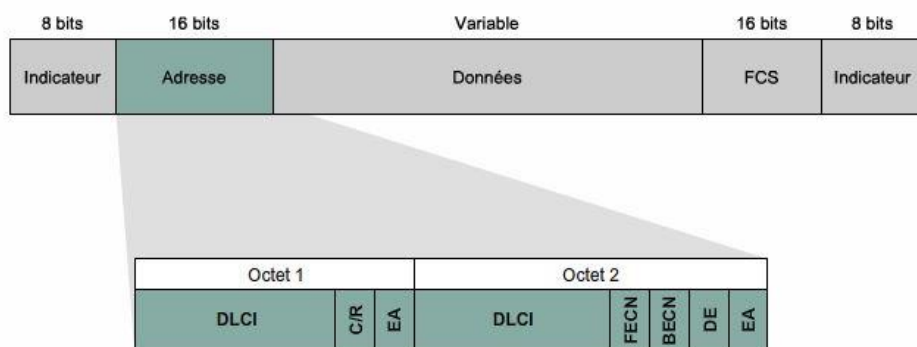 8 bits 16 bits Variable 16 bits 8 bits
Indicateur Adresse Données FCS Indicateur
Octet 1 Octet 2
DLCI C/R EA DLCI FECN BECN DE EA